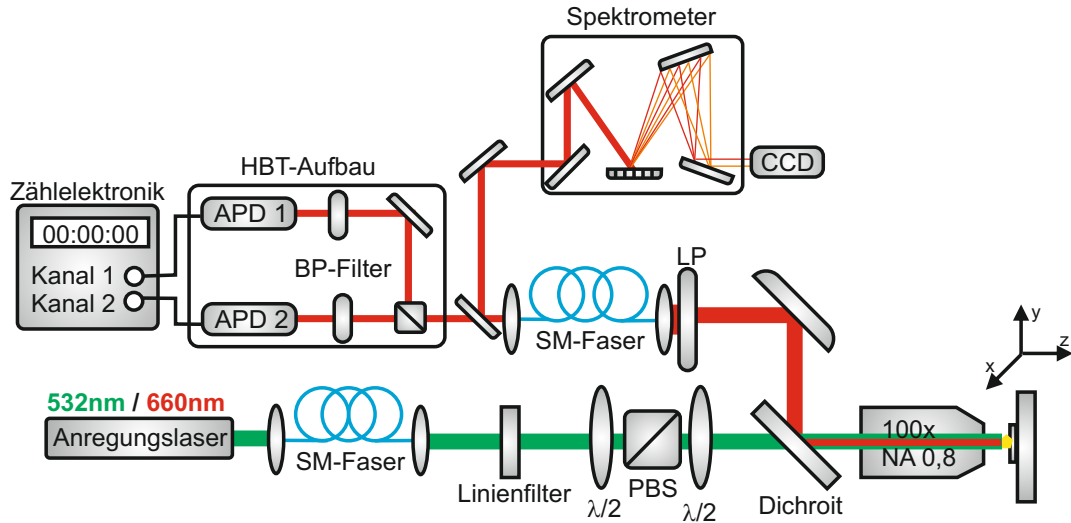 Spektrometer
CCD
HBT-Aufbau
Zählelektronik
00:00:00
Kanal 1
Kanal 2
APD 1
BP-Filter
APD 2
LP
SM-Faser
y
z
x
532nm / 660nm
Anregungslaser
SM-Faser
Linienfilter
λ/2
PBS
λ/2
Dichroit
100x
NA 0,8